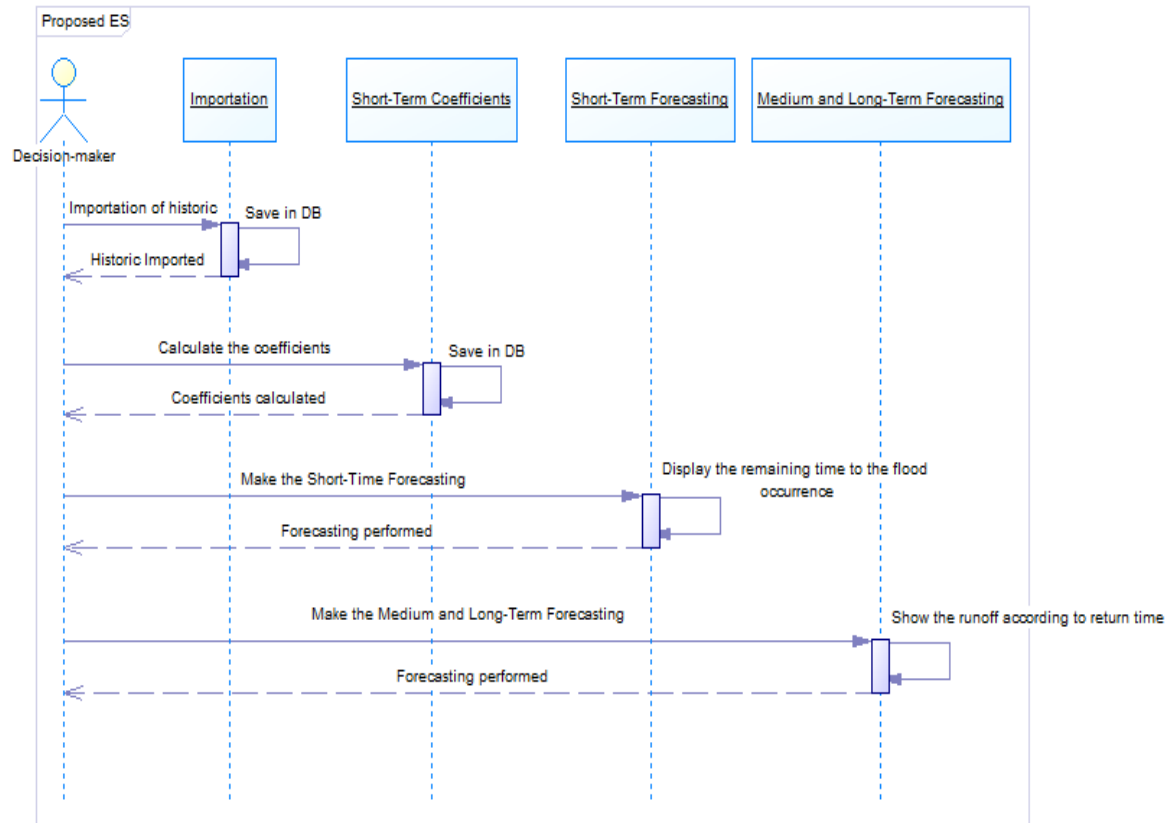 Proposed ES
Importation
Short-Term Coefficients
Short-Term Forecasting
Medium and Long-Term Forecasting
Decision-maker
Importation of historic
Save in DB
Historic Imported
Calculate the coefficients
Save in DB
Coefficients calculated
Make the Short-Time Forecasting
Display the remaining time to the flood
occurrence
Forecasting performed
Make the Medium and Long-Term Forecasting
Show the runoff according to return time
Forecasting performed